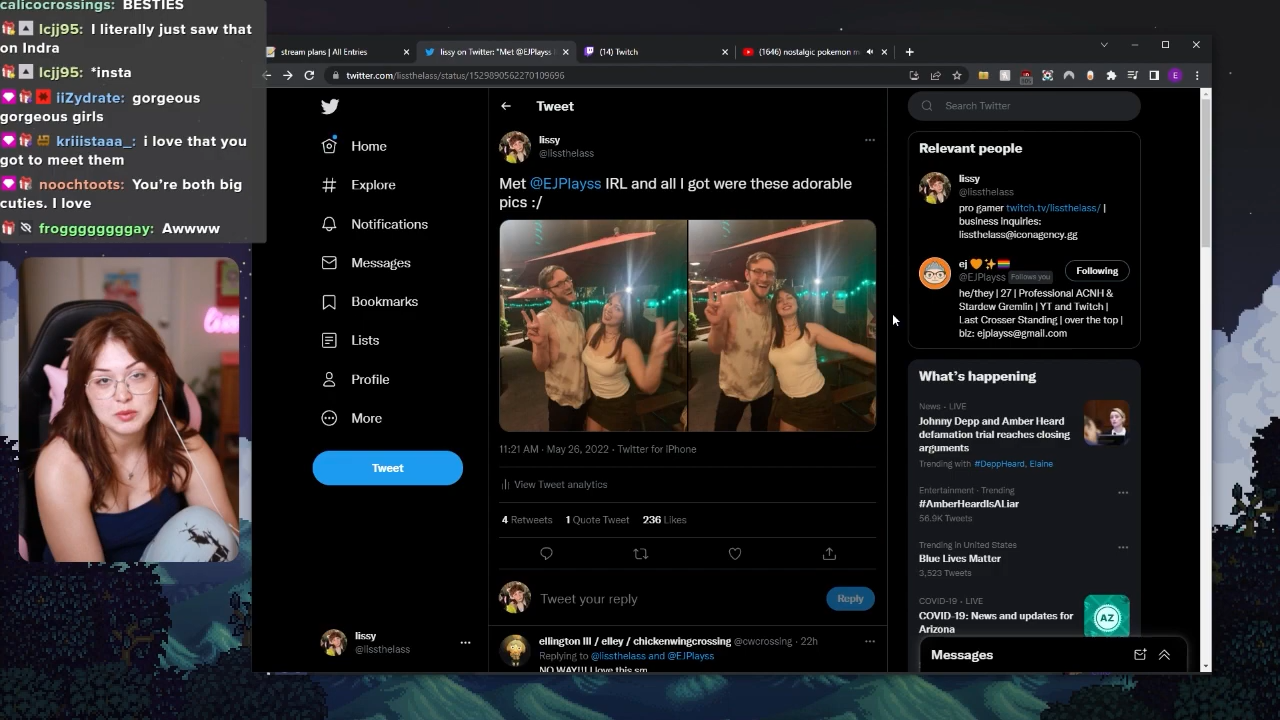 calicocrossings: BESTIES
lcjj95: I literally just saw that
on Indra
lcjj95: *insta
iiZydrate: gorgeous
gorgeous girls
kriiistaaa_: i love that you
got to meet them
noochtoots: You’re both big
cuties. I love
frogggggggay: Awwww
stream plans | All Entries
lissy on Twitter: "Met @EJPlayss
(14) Twitch
(1646) nostalgic pokemon m
twitter.com/lissthelass/status/1529890562270109696
E
Home
Explore
Notifications
Messages
Bookmarks
Lists
Profile
More
Tweet
lissy
@lissthelass
Tweet
lissy
@lissthelass
Met @EJPlayss IRL and all I got were these adorable
pics :/
11:21 AM · May 26, 2022 · Twitter for iPhone
View Tweet analytics
4 Retweets 1 Quote Tweet 236 Likes
Tweet your reply
Reply
ellington III / elley / chickenwingcrossing @cwcrossing · 22h
Replying to @lissthelass and @EJPlayss
NO WAY!!! I love this sm
Search Twitter
Relevant people
lissy
@lissthelass
pro gamer twitch.tv/lissthelass/ |
business inquiries:
lissthelass@iconagency.gg
ej
@EJPlayss Follows you
Following
he/they | 27 | Professional ACNH &
Stardew Gremlin | YT and Twitch |
Last Crosser Standing | over the top |
biz: ejplayss@gmail.com
What’s happening
News · LIVE
Johnny Depp and Amber Heard
defamation trial reaches closing
arguments
Trending with #DeppHeard, Elaine
Entertainment · Trending
#AmberHeardIsALiar
56.9K Tweets
Trending in United States
Blue Lives Matter
3,523 Tweets
COVID-19 · LIVE
COVID-19: News and updates for
Arizona
AZ
Messages